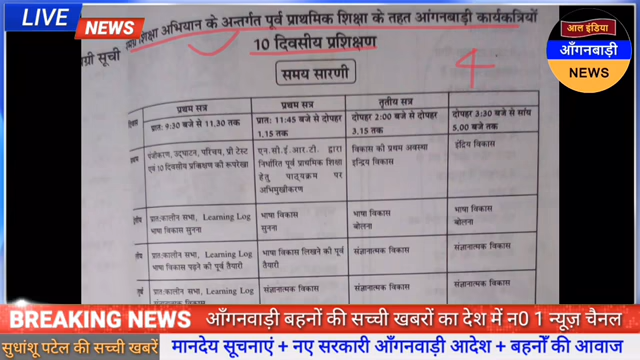 LIVE
NEWS
शिक्षा अभियान के अन्तर्गत पूर्व प्राथमिक शिक्षा के तहत आंगनबाड़ी कार्यकत्रियों
सूची
10 दिवसीय प्रशिक्षण
समय सारणी
4
आल इंडिया
आँगनबाड़ी
NEWS
प्रथम सत्र
प्रथम सत्र
तृतीय सत्र
प्रात: 9:30 बजे से 11.30 तक
प्रात: 11:45 बजे से दोपहर
1.15 तक
दोपहर 2:00 बजे से दोपहर
3.15 तक
दोपहर 3:30 बजे से सांय
5.00 बजे तक
पंजीकरण, उद्घाटन, परिचय, प्री टेस्ट
एवं 10 दिवसीय प्रशिक्षण की रूपरेखा
एन.सी.ई.आर.टी. द्वारा
निर्धारित पूर्व प्राथमिक शिक्षा
हेतु पाठ्यक्रम पर
अभिमुखीकरण
विकास की प्रथम अवस्था
इन्द्रिय विकास
इंद्रिय विकास
प्रात:कालीन सभा, Learning Log
भाषा विकास
सुनना
भाषा विकास
सुनना
भाषा विकास
बोलना
भाषा विकास
बोलना
प्रात:कालीन सभा, Learning Log
भाषा विकास पढ़ने की पूर्व तैयारी
भाषा विकास लिखने की पूर्व
तैयारी
संज्ञानात्मक विकास
संज्ञानात्मक विकास
प्रात:कालीन सभा, Learning Log
संज्ञानात्मक विकास
संज्ञानात्मक विकास
संज्ञानात्मक विकास
BREAKING NEWS
आँगनवाड़ी बहनों की सच्ची खबरों का देश में न0 1 न्यूज़ चैनल
सुधांशू पटेल की सच्ची खबरें
मानदेय सूचनाएं + नए सरकारी आँगनवाड़ी आदेश + बहनों की आवाज